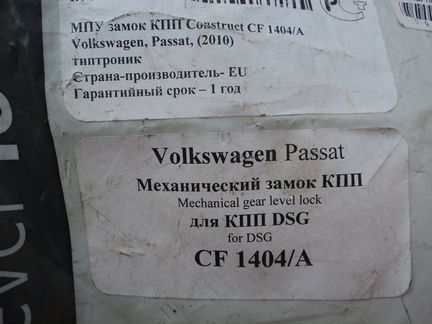 МПУ замок КПП Construct CF 1404/А
Volkswagen, Passat, (2010)
типтроник
Страна-производитель- EU
Гарантийный срок – 1 год
Volkswagen Passat
Механический замок КПП
Mechanical gear level lock
для КПП DSG
for DSG
CF 1404/A